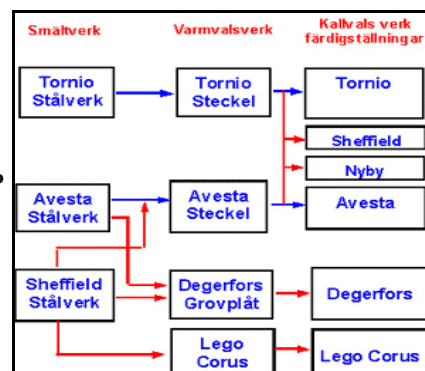 Smältverk
Varmvalsverk
Kallvals verk
färdigställningar
Tornio
Stålverk
Tornio
Steckel
Tornio
Sheffield
Nyby
Avesta
Stålverk
Avesta
Steckel
Avesta
Sheffield
Stålverk
Degerfors
Grovplåt
Degerfors
Lego
Corus
Lego Corus